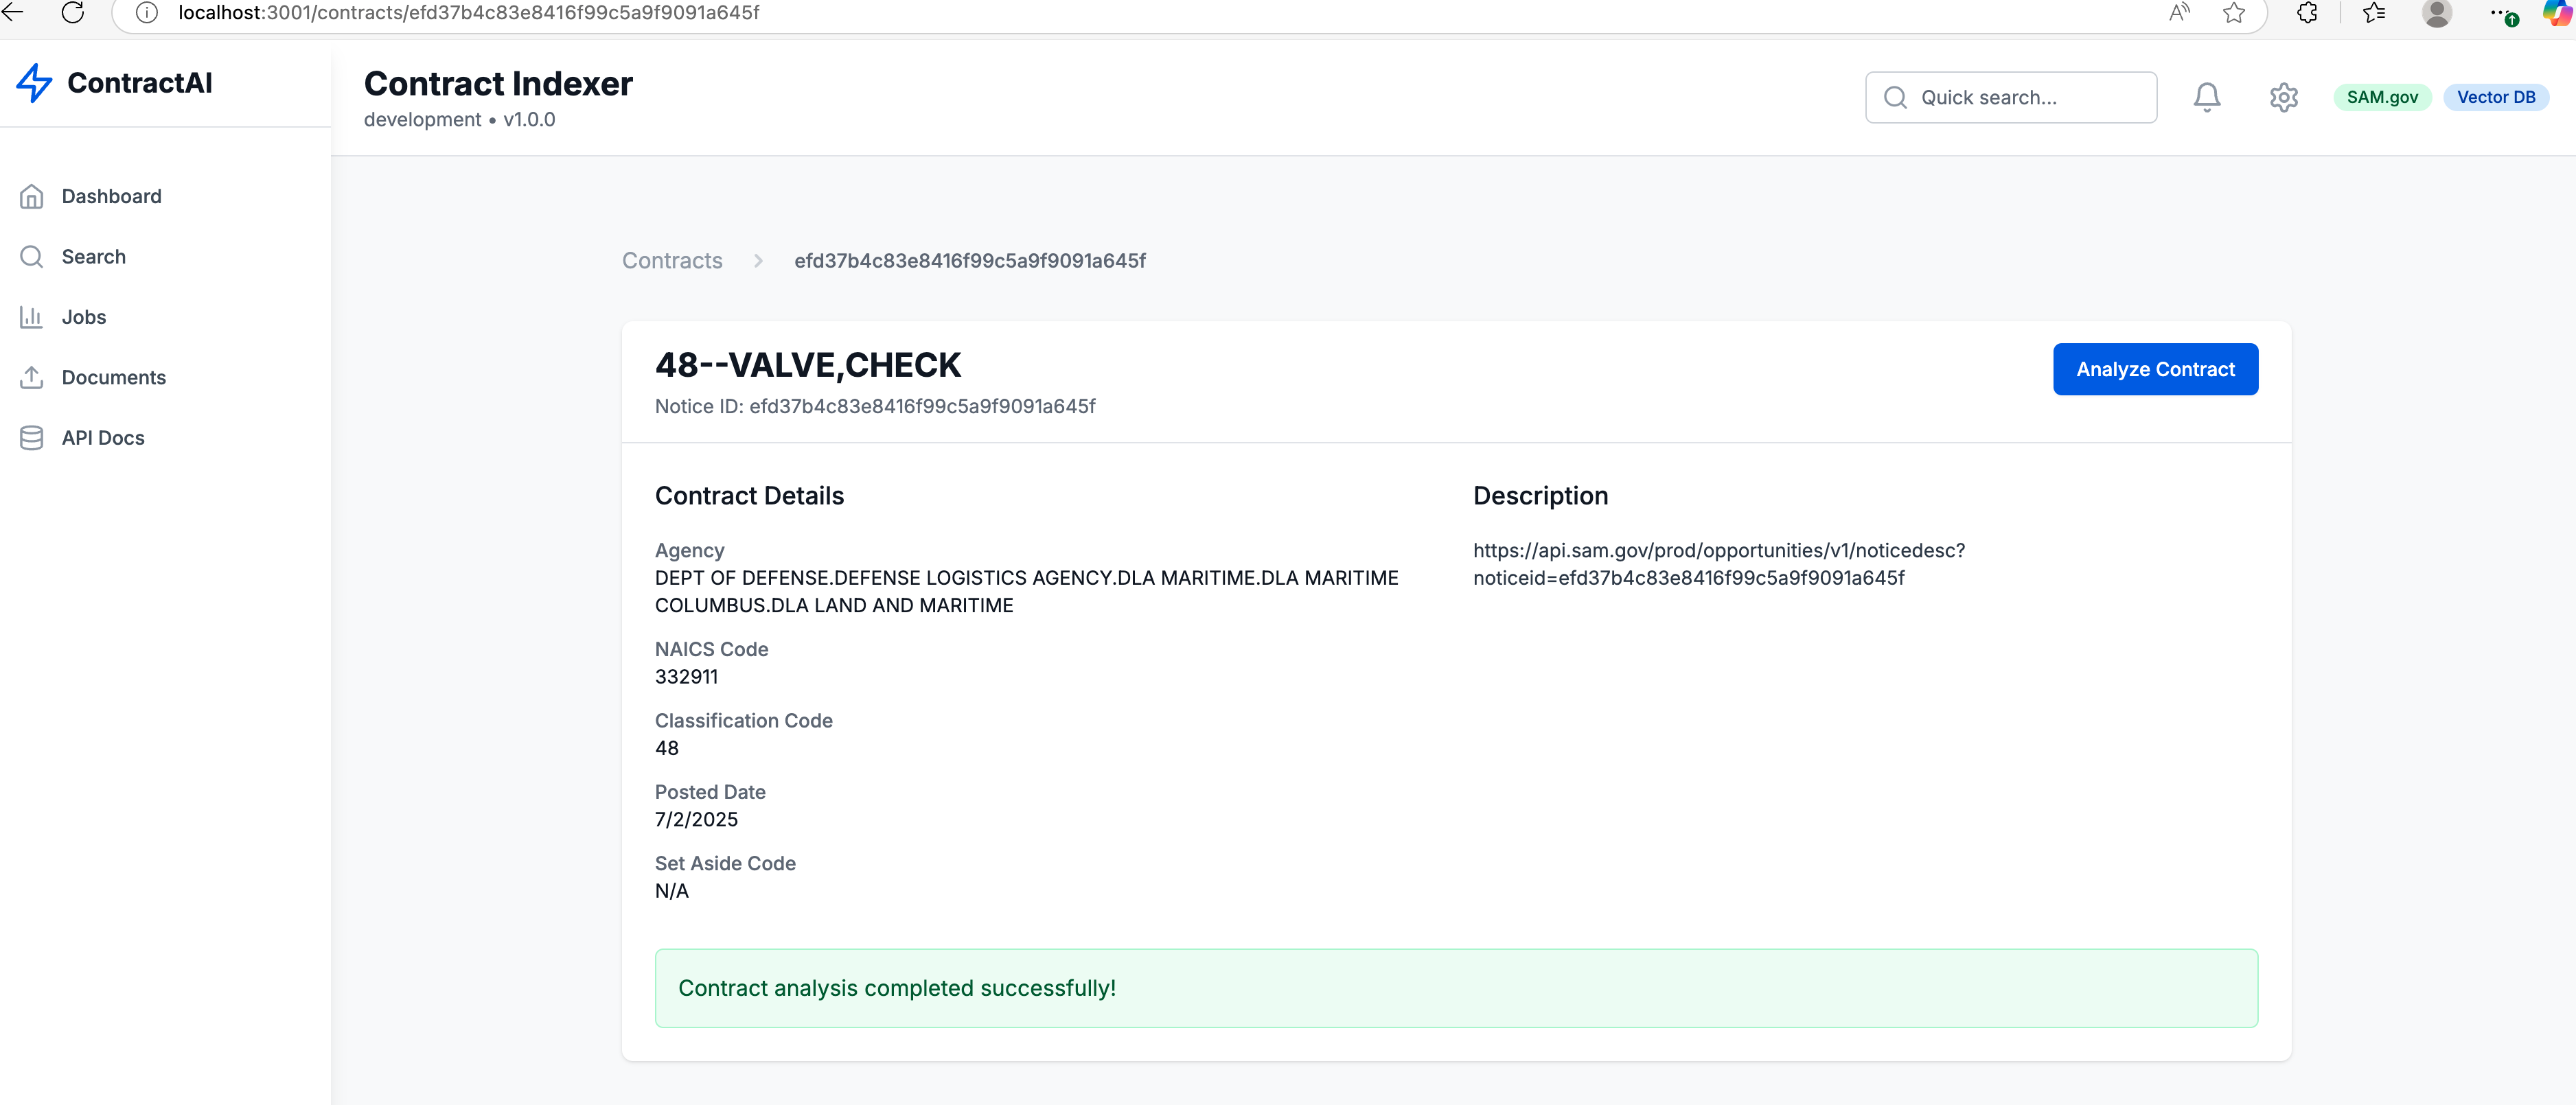 localhost:3001/contracts/efd37b4c83e8416f99c5a9f9091a645f
ContractAI
Contract Indexer
development • v1.0.0
Quick search...
SAM.gov
Vector DB
Dashboard
Search
Jobs
Documents
API Docs
Contracts
efd37b4c83e8416f99c5a9f9091a645f
48--VALVE,CHECK
Notice ID: efd37b4c83e8416f99c5a9f9091a645f
Analyze Contract
Contract Details
Agency
DEPT OF DEFENSE.DEFENSE LOGISTICS AGENCY.DLA MARITIME.DLA MARITIME
COLUMBUS.DLA LAND AND MARITIME
NAICS Code
332911
Classification Code
48
Posted Date
7/2/2025
Set Aside Code
N/A
Description
https://api.sam.gov/prod/opportunities/v1/noticedesc?
noticeid=efd37b4c83e8416f99c5a9f9091a645f
Contract analysis completed successfully!